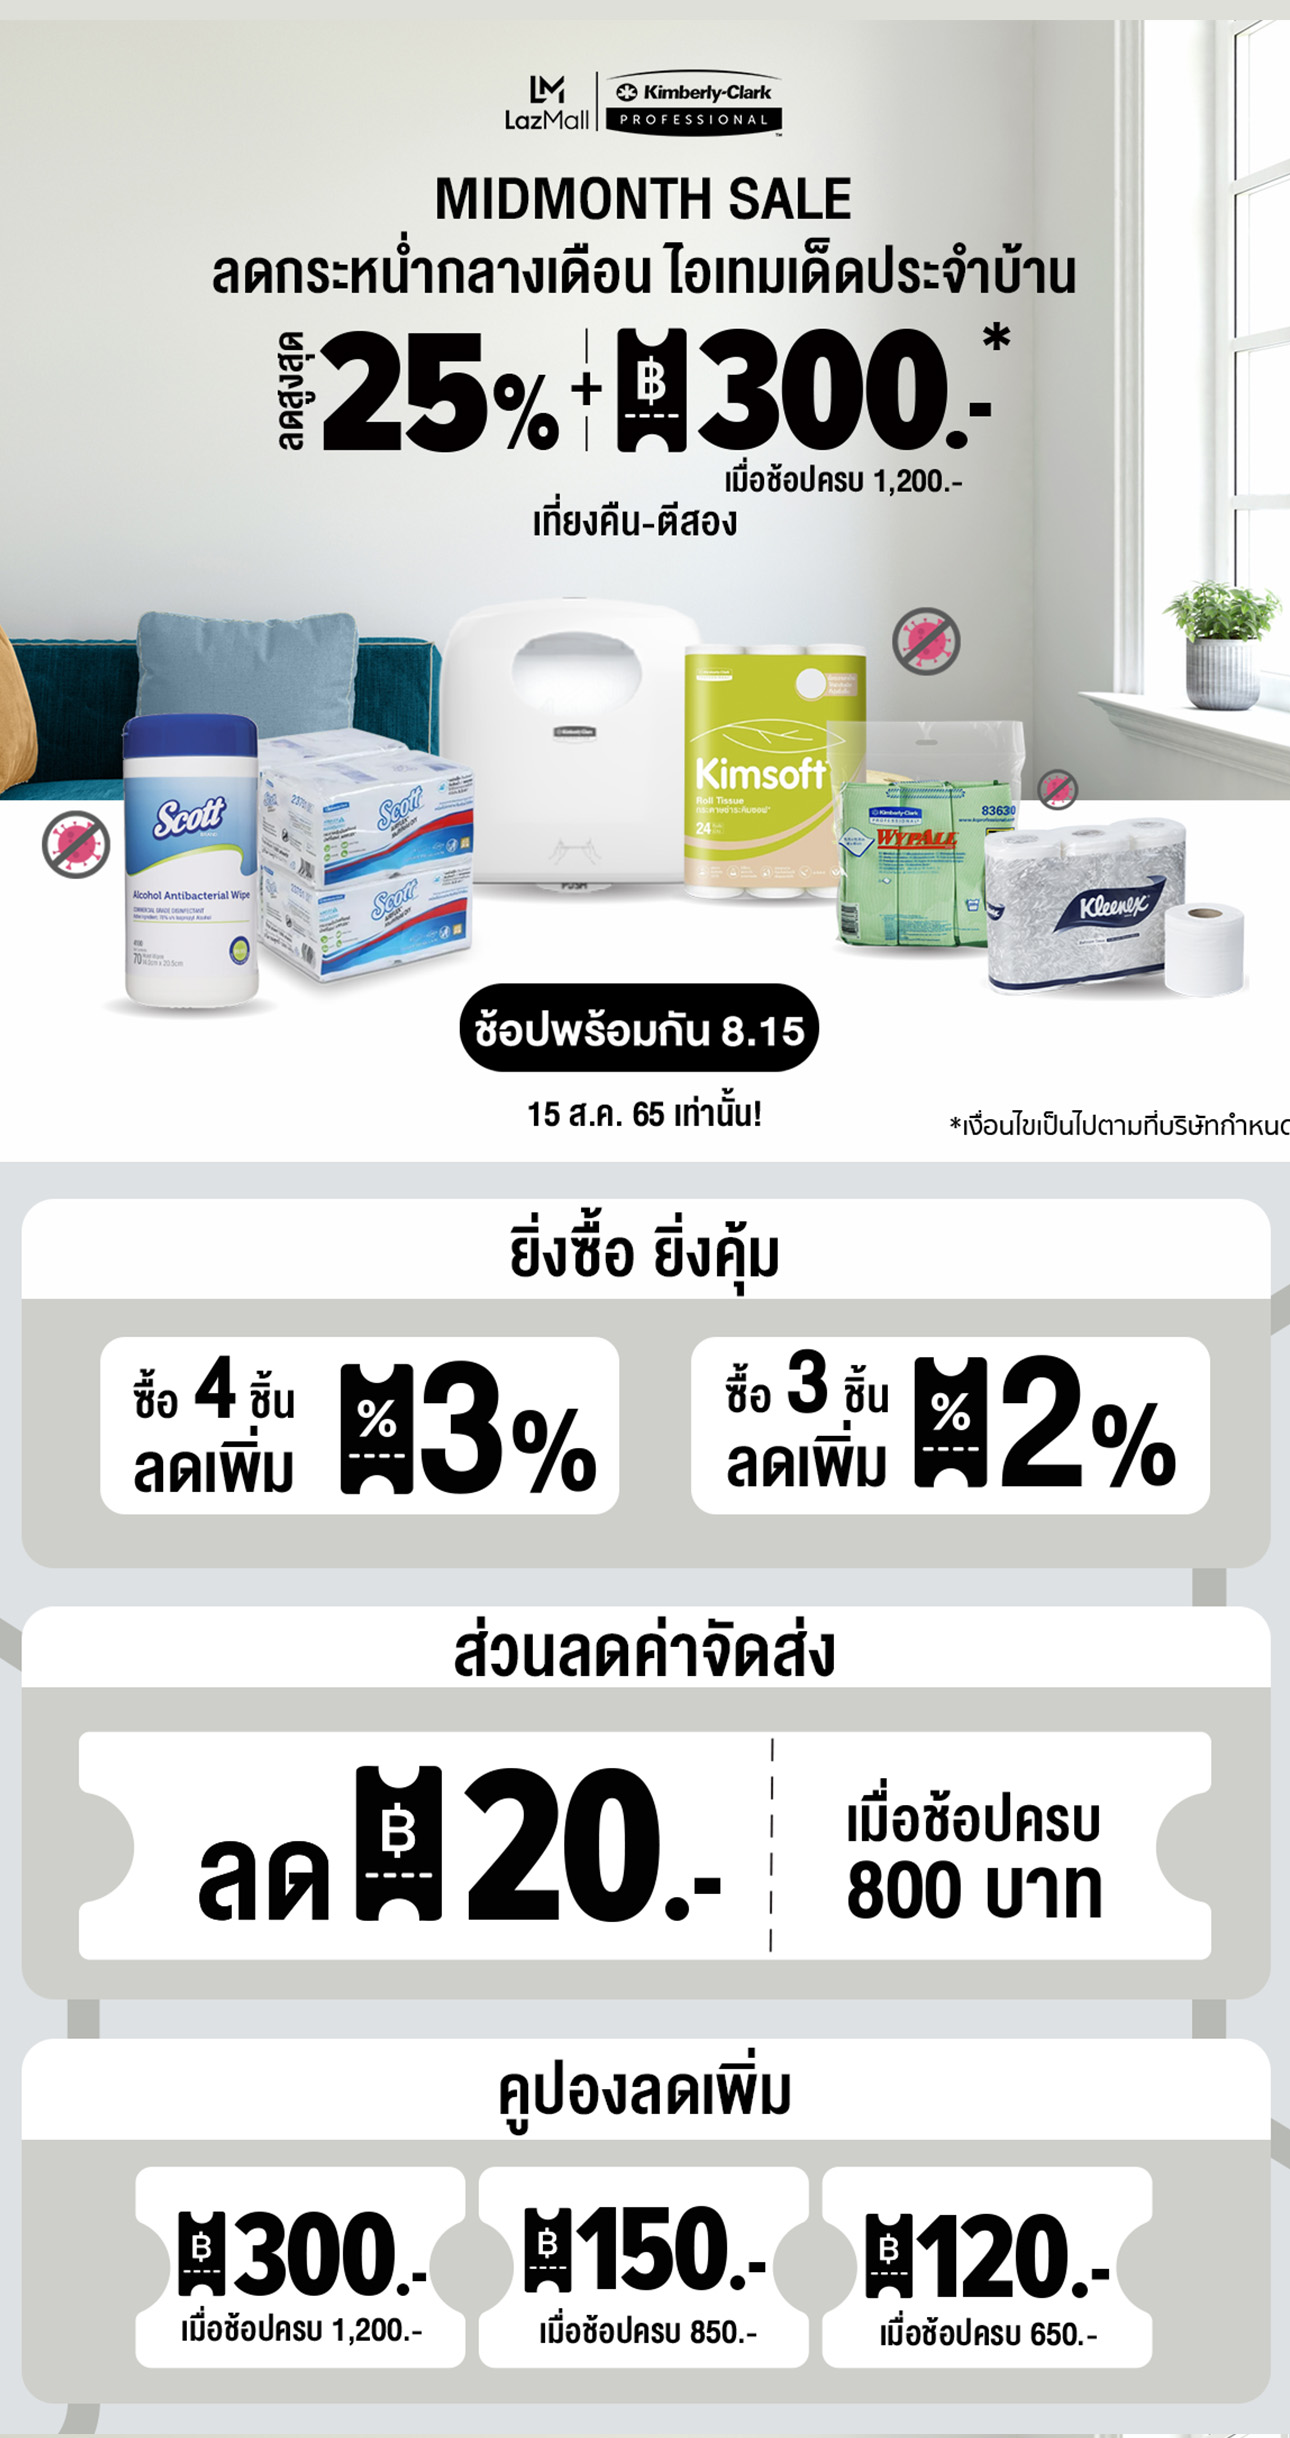 LM
LazMall
Kimberly-Clark
PROFESSIONAL
MIDMONTH SALE
ลดกระหน่ำกลางเดือน ไอเทมเด็ดประจำบ้าน
ลดสูงสุด 25% + ฿ 300.-*
เมื่อช้อปครบ 1,200.-
เที่ยงคืน-ตีสอง
Scott
Alcohol Antibacterial Wipe
70
Scott
Scott
Kimberly-Clark
PUSH
Kimsoft
Roll Tissue
24
Kimberly-Clark
PROFESSIONAL
83630
WYPALL
Kleenex
ช้อปพร้อมกัน 8.15
15 ส.ค. 65 เท่านั้น!
*เงื่อนไขเป็นไปตามที่บริษัทกำหนด
ยิ่งซื้อ ยิ่งคุ้ม
ซื้อ 4 ชิ้น
ลดเพิ่ม
% 3%
ซื้อ 3 ชิ้น
ลดเพิ่ม
% 2%
ส่วนลดค่าจัดส่ง
ลด ฿ 20.-
เมื่อช้อปครบ
800 บาท
คูปองลดเพิ่ม
฿ 300.-
เมื่อช้อปครบ 1,200.-
฿ 150.-
เมื่อช้อปครบ 850.-
฿ 120.-
เมื่อช้อปครบ 650.-